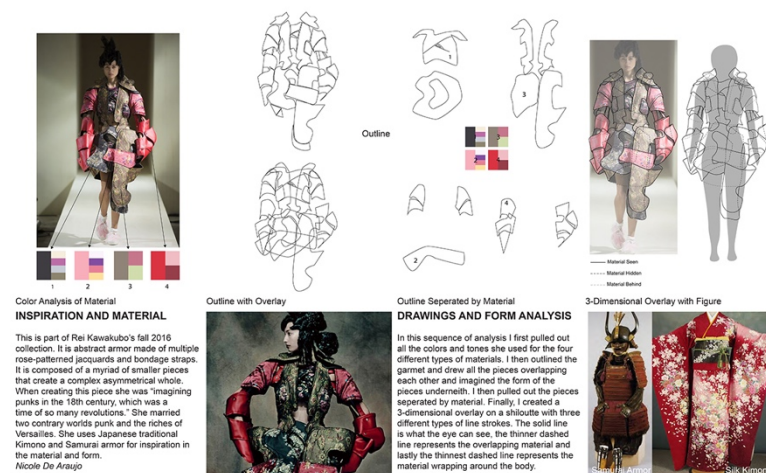 Outline
1
3
4
2
Material Seen
Material Hidden
Material Behind
1 2 3 4
Color Analysis of Material
Outline with Overlay
Outline Seperated by Material
3-Dimensional Overlay with Figure
INSPIRATION AND MATERIAL
This is part of Rei Kawakubo's fall 2016
collection. It is abstract armor made of multiple
rose-patterned jacquards and bondage straps.
It is composed of a myriad of smaller pieces
that create a complex asymmetrical whole.
When creating this piece she was "imagining
punks in the 18th century, which was a
time of so many revolutions." She married
two contrary worlds punk and the riches of
Versailles. She uses Japanese traditional
Kimono and Samurai armor for inspiration in
the material and form.
Nicole De Araujo
DRAWINGS AND FORM ANALYSIS
In this sequence of analysis I first pulled out
all the colors and tones she used for the four
different types of materials. I then outlined the
garmet and drew all the pieces overlapping
each other and imagined the form of the
pieces underneith. I then pulled out the pieces
seperated by material. Finally, I created a
3-dimensional overlay on a shiloutte with three
different types of line strokes. The solid line
is what the eye can see, the thinner dashed
line represents the overlapping material and
lastly the thinnest dashed line represents the
material wrapping around the body.
Samurai Armor
Silk Kimon